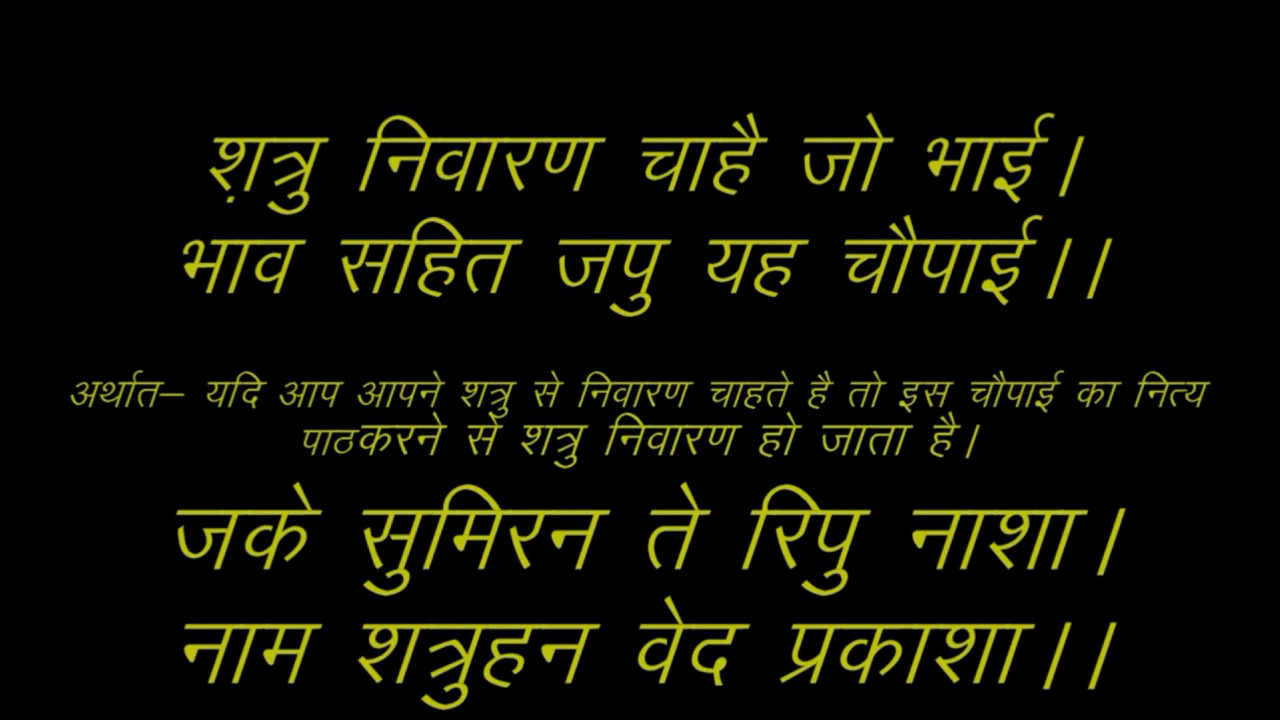 श़त्रु निवारण चाहै जो भाई।
भाव सहित जपु यह चौपाई।।
अर्थात– यदि आप आपने शत्रु से निवारण चाहते है तो इस चौपाई का नित्य
पाठकरने से शत्रु निवारण हो जाता है।
जके सुमिरन ते रिपु नाशा।
नाम शत्रुहन वेद प्रकाशा।।